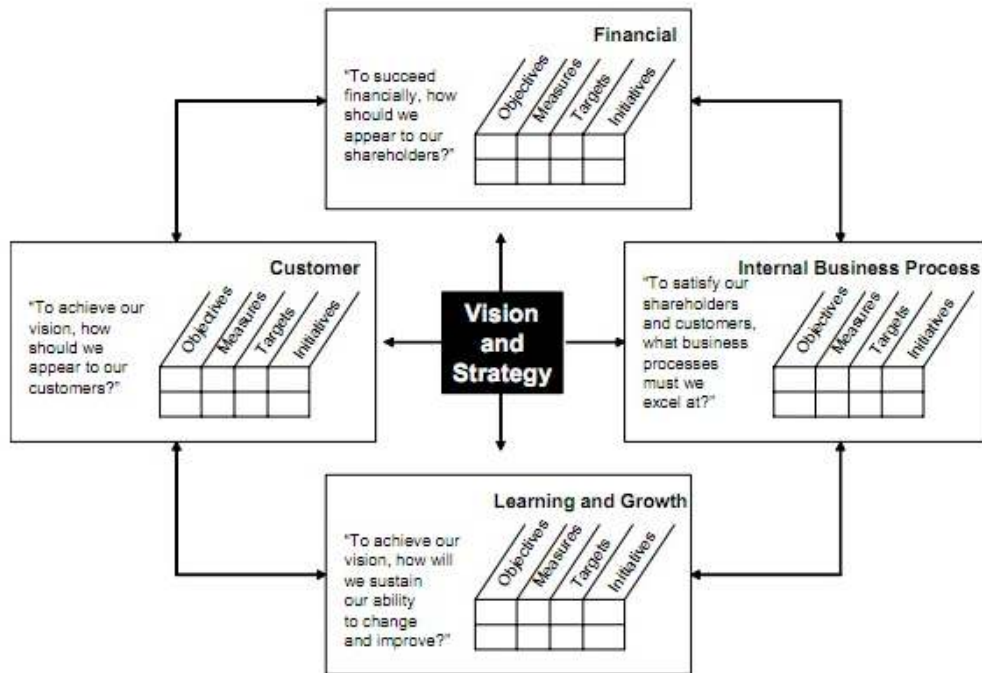 Financial
"To succeed
financially, how
should we
appear to our
shareholders?"
Objectives
Measures
Targets
Initiatives
Customer
"To achieve our
vision, how
should we
appear to our
customers?"
Objectives
Measures
Targets
Initiatives
Vision
and
Strategy
Internal Business Process
"To satisfy our
shareholders
and customers,
what business
processes
must we
excel at?"
Objectives
Measures
Targets
Initiatives
Learning and Growth
"To achieve our
vision, how will
we sustain
our ability
to change
and improve?"
Objectives
Measures
Targets
Initiatives